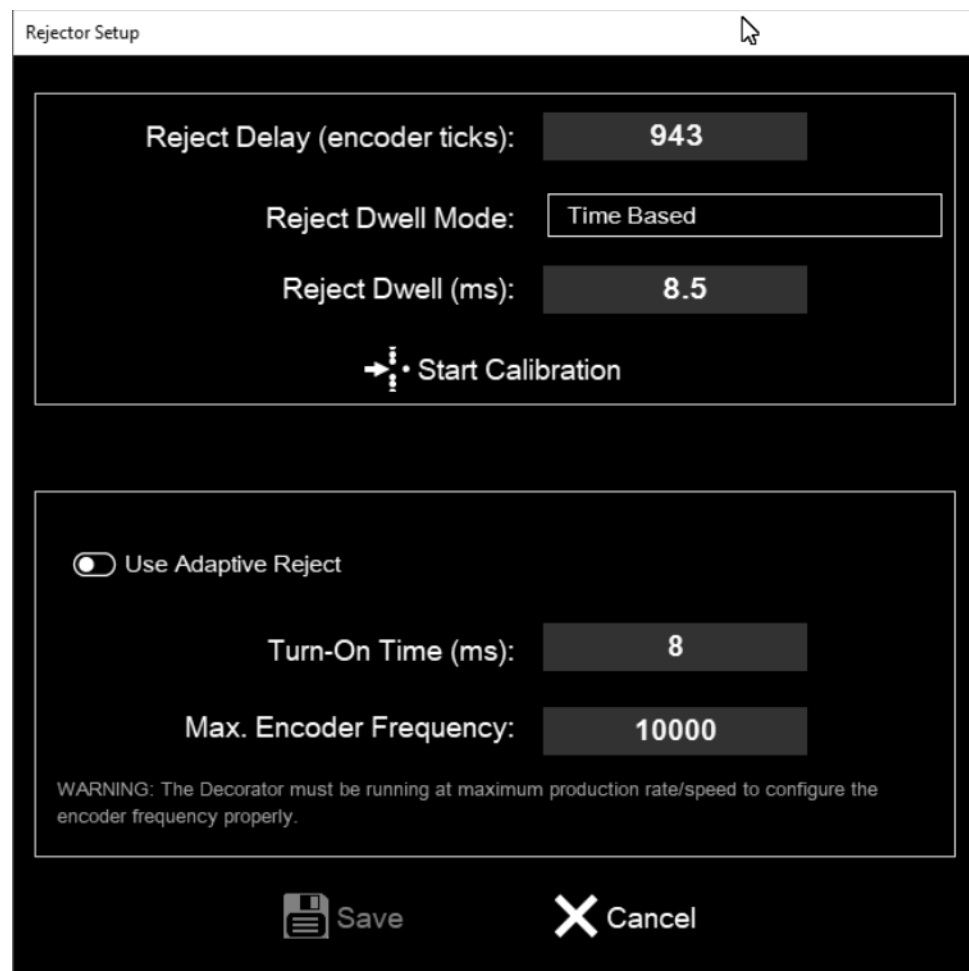 Rejector Setup
Reject Delay (encoder ticks): 943
Reject Dwell Mode: Time Based
Reject Dwell (ms): 8.5
Start Calibration
Use Adaptive Reject
Turn-On Time (ms): 8
Max. Encoder Frequency: 10000
WARNING: The Decorator must be running at maximum production rate/speed to configure the
encoder frequency properly.
Save Cancel